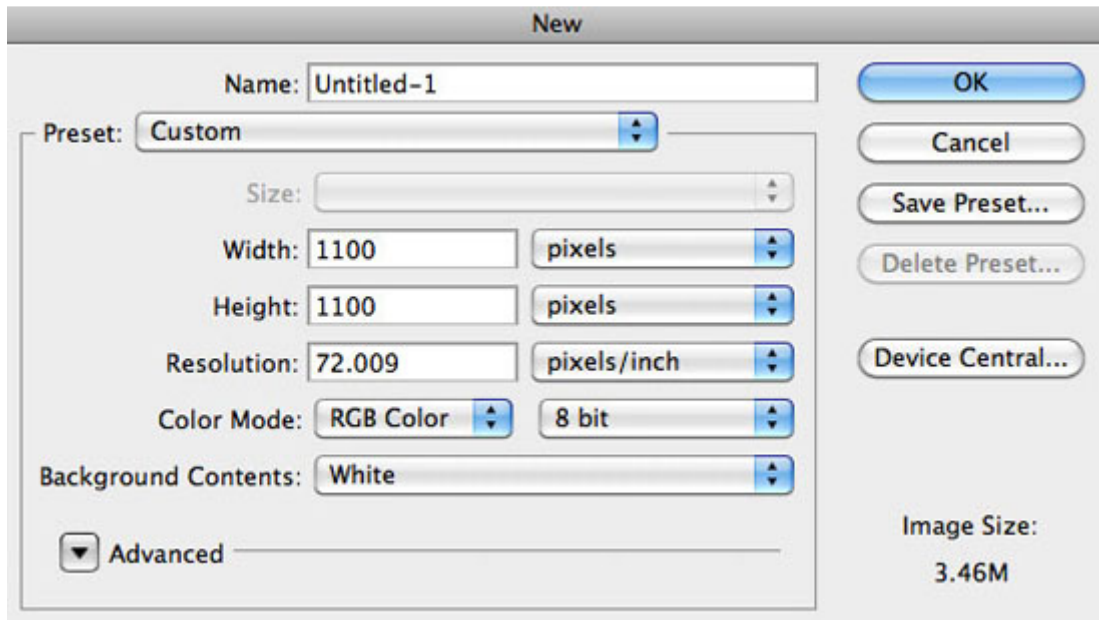 New
Name: Untitled-1
OK
Preset: Custom
Cancel
Size:
Save Preset...
Width: 1100 pixels
Delete Preset...
Height: 1100 pixels
Resolution: 72.009 pixels/inch
Device Central...
Color Mode: RGB Color 8 bit
Background Contents: White
Image Size:
Advanced
3.46M